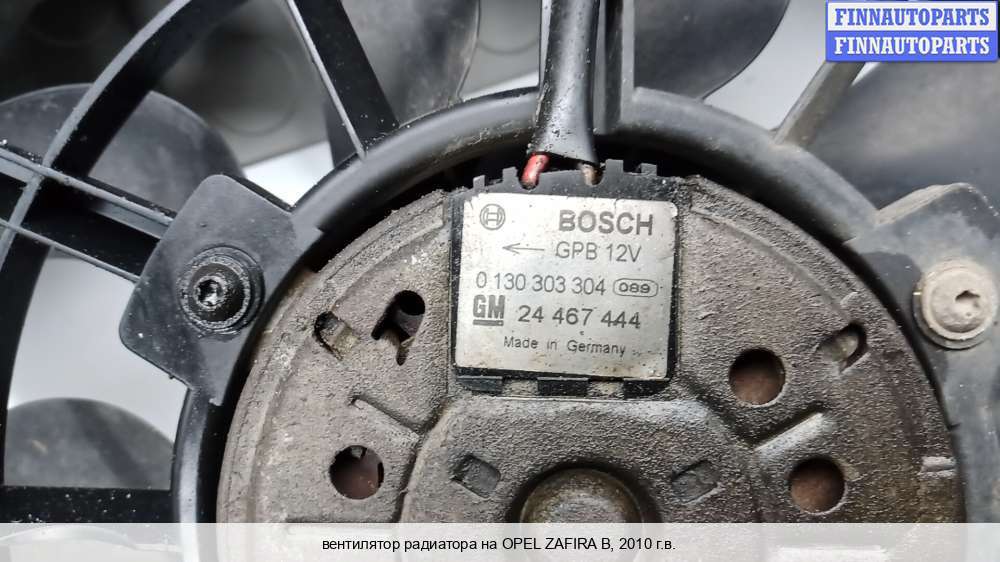 FINNAUTOPARTS
FINNAUTOPARTS
BOSCH
GPB 12V
0 130 303 304 089
GM 24 467 444
Made in Germany
вентилятор радиатора на OPEL ZAFIRA B, 2010 г.в.